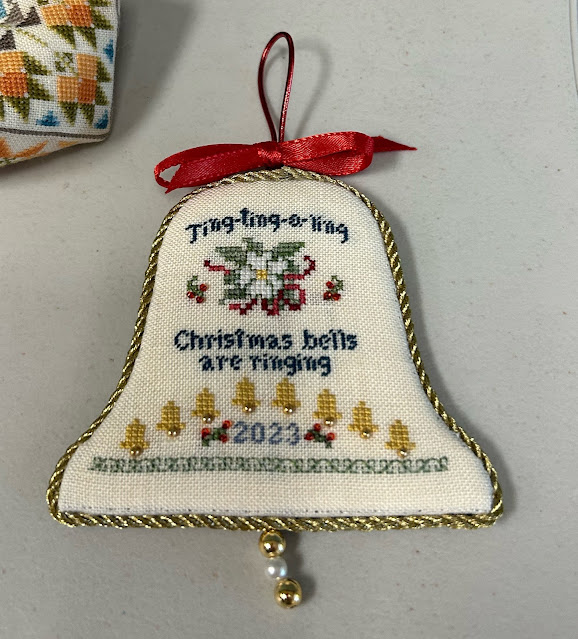 Ting-ting-a-ling
Christmas bells
are ringing
2023